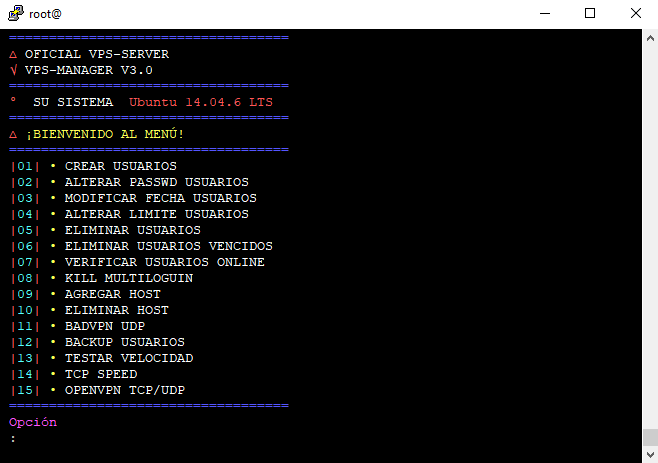 root@
===================================
∆ OFICIAL VPS-SERVER
√ VPS-MANAGER V3.0
===================================
° SU SISTEMA Ubuntu 14.04.6 LTS
===================================
∆ ¡BIENVENIDO AL MENÚ!
===================================
|01| • CREAR USUARIOS
|02| • ALTERAR PASSWD USUARIOS
|03| • MODIFICAR FECHA USUARIOS
|04| • ALTERAR LIMITE USUARIOS
|05| • ELIMINAR USUARIOS
|06| • ELIMINAR USUARIOS VENCIDOS
|07| • VERIFICAR USUARIOS ONLINE
|08| • KILL MULTILOGUIN
|09| • AGREGAR HOST
|10| • ELIMINAR HOST
|11| • BADVPN UDP
|12| • BACKUP USUARIOS
|13| • TESTAR VELOCIDAD
|14| • TCP SPEED
|15| • OPENVPN TCP/UDP
===================================
Opción
: